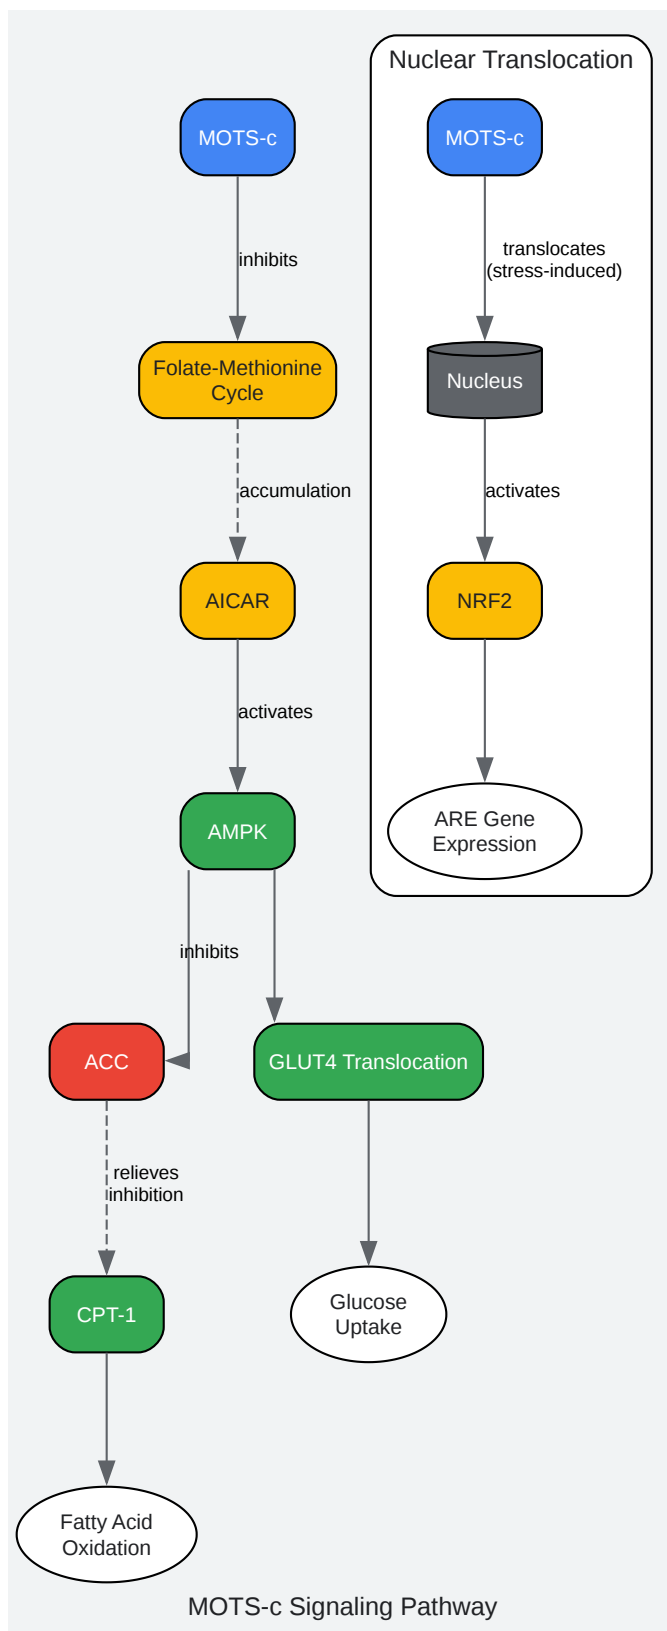 Nuclear Translocation
MOTS-c
MOTS-c
inhibits
translocates
(stress-induced)
Folate-Methionine
Cycle
Nucleus
accumulation
activates
AICAR
NRF2
activates
AMPK
ARE Gene
Expression
inhibits
ACC
GLUT4 Translocation
relieves
inhibition
CPT-1
Glucose
Uptake
Fatty Acid
Oxidation
MOTS-c Signaling Pathway